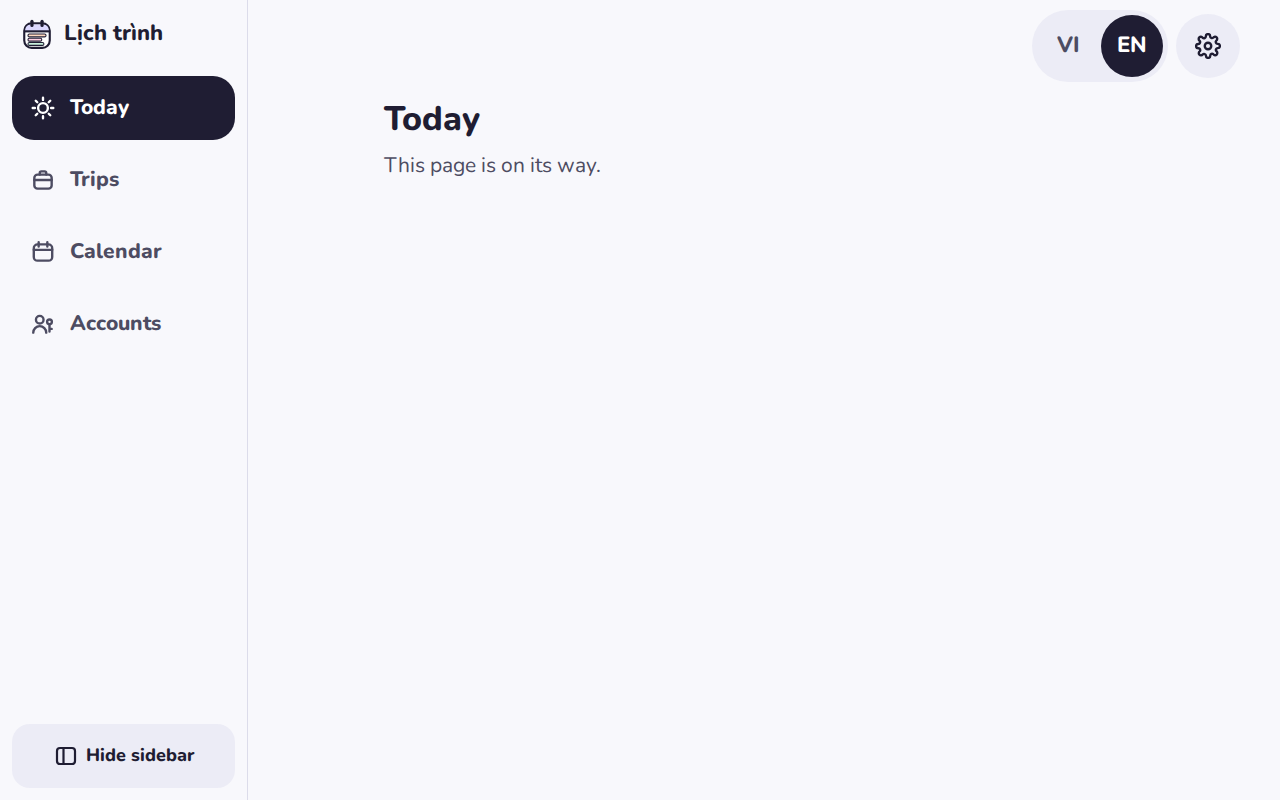 Lịch trình
VI
EN
Today
Trips
Calendar
Accounts
Today
This page is on its way.
Hide sidebar